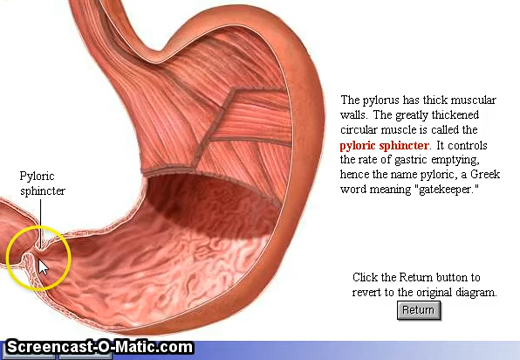 The pylorus has thick muscular
walls. The greatly thickened
circular muscle is called the
pyloric sphincter. It controls
the rate of gastric emptying,
hence the name pyloric, a Greek
word meaning "gatekeeper."
Pyloric
sphincter
Click the Return button to
revert to the original diagram.
Return
Screencast-O-Matic.com